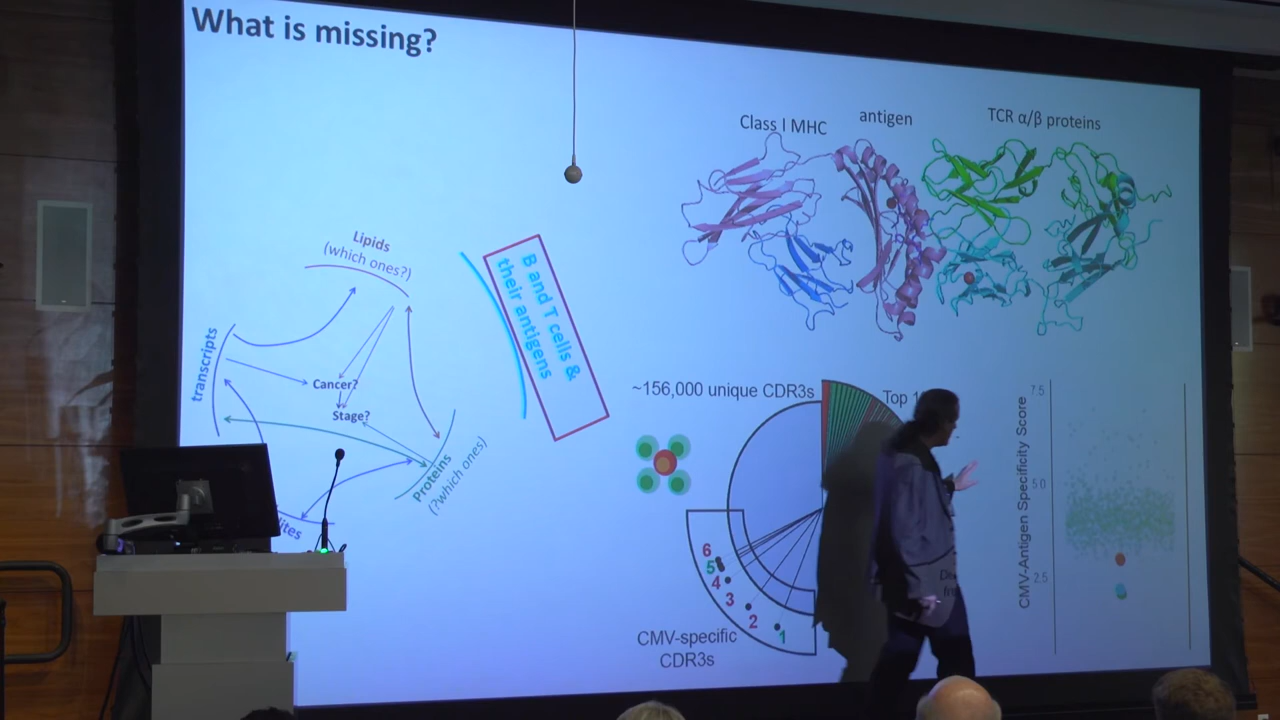 What is missing?
Class I MHC
antigen
TCR α/β proteins
Lipids
(which ones?)
B and T cells &
their antigens
transcripts
Cancer?
Stage?
Proteins
(?which ones)
~156,000 unique CDR3s
Top
6
5
4
3
2
1
CMV-specific
CDR3s
CMV-Antigen Specificity Score
7.5
5.0
2.5